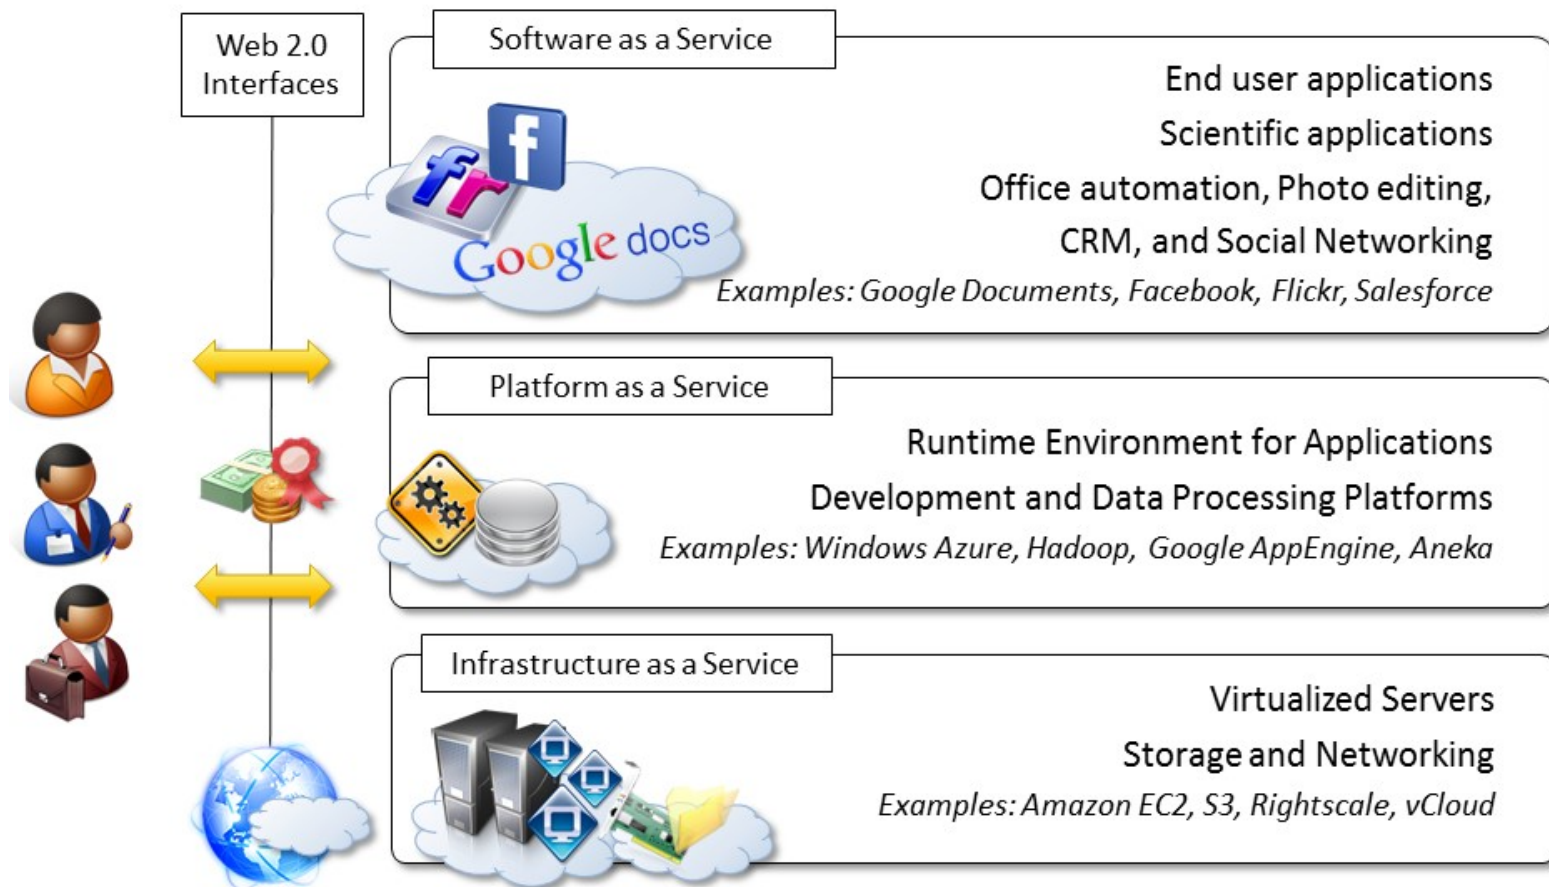 Web 2.0
Interfaces
Software as a Service
End user applications
Scientific applications
Office automation, Photo editing,
CRM, and Social Networking
Examples: Google Documents, Facebook, Flickr, Salesforce
f
fr
Google docs
Platform as a Service
Runtime Environment for Applications
Development and Data Processing Platforms
Examples: Windows Azure, Hadoop, Google AppEngine, Aneka
Infrastructure as a Service
Virtualized Servers
Storage and Networking
Examples: Amazon EC2, S3, Rightscale, vCloud